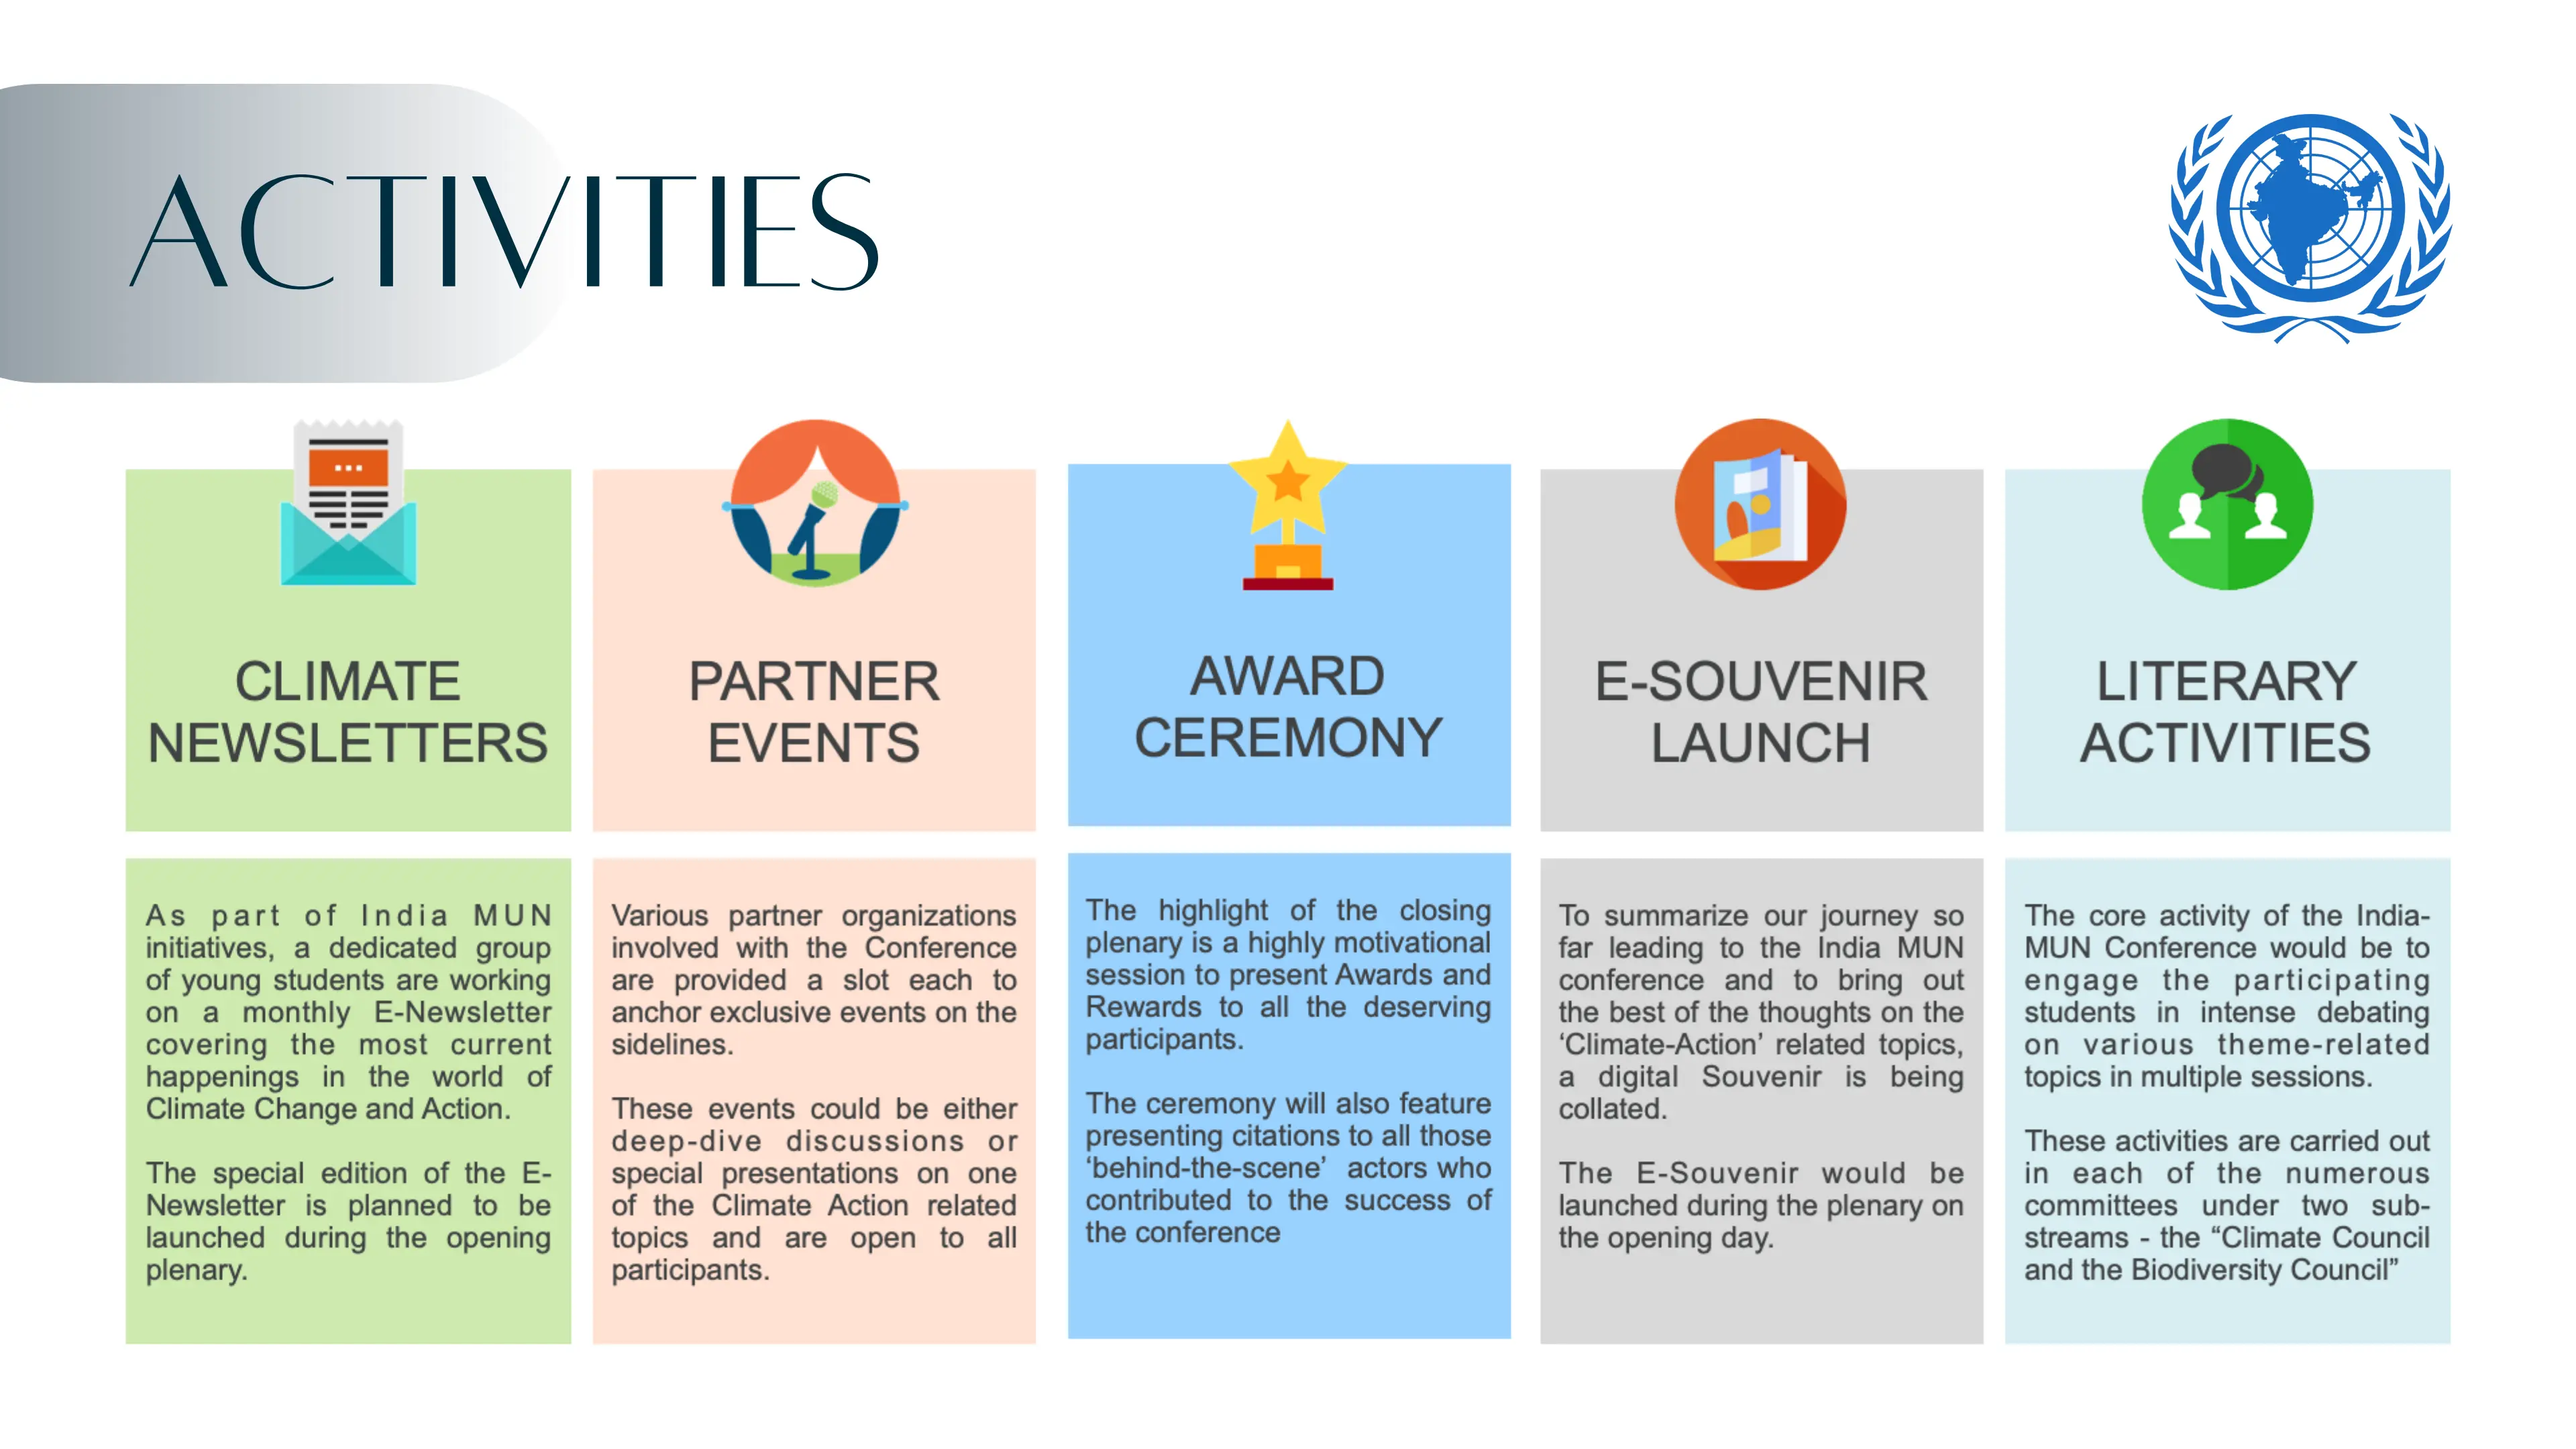 ACTIVITIES
CLIMATE
NEWSLETTERS
As part of India MUN
initiatives, a dedicated group
of young students are working
on a monthly E-Newsletter
covering the most current
happenings in the world of
Climate Change and Action.
The special edition of the E-
Newsletter is planned to be
launched during the opening
plenary.
PARTNER
EVENTS
Various partner organizations
involved with the Conference
are provided a slot each to
anchor exclusive events on the
sidelines.
These events could be either
deep-dive discussions or
special presentations on one
of the Climate Action related
topics and are open to all
participants.
AWARD
CEREMONY
The highlight of the closing
plenary is a highly motivational
session to present Awards and
Rewards to all the deserving
participants.
The ceremony will also feature
presenting citations to all those
‘behind-the-scene’ actors who
contributed to the success of
the conference
E-SOUVENIR
LAUNCH
To summarize our journey so
far leading to the India MUN
conference and to bring out
the best of the thoughts on the
‘Climate-Action’ related topics,
a digital Souvenir is being
collated.
The E-Souvenir would be
launched during the plenary on
the opening day.
LITERARY
ACTIVITIES
The core activity of the India-
MUN Conference would be to
engage the participating
students in intense debating
on various theme-related
topics in multiple sessions.
These activities are carried out
in each of the numerous
committees under two sub-
streams - the “Climate Council
and the Biodiversity Council”